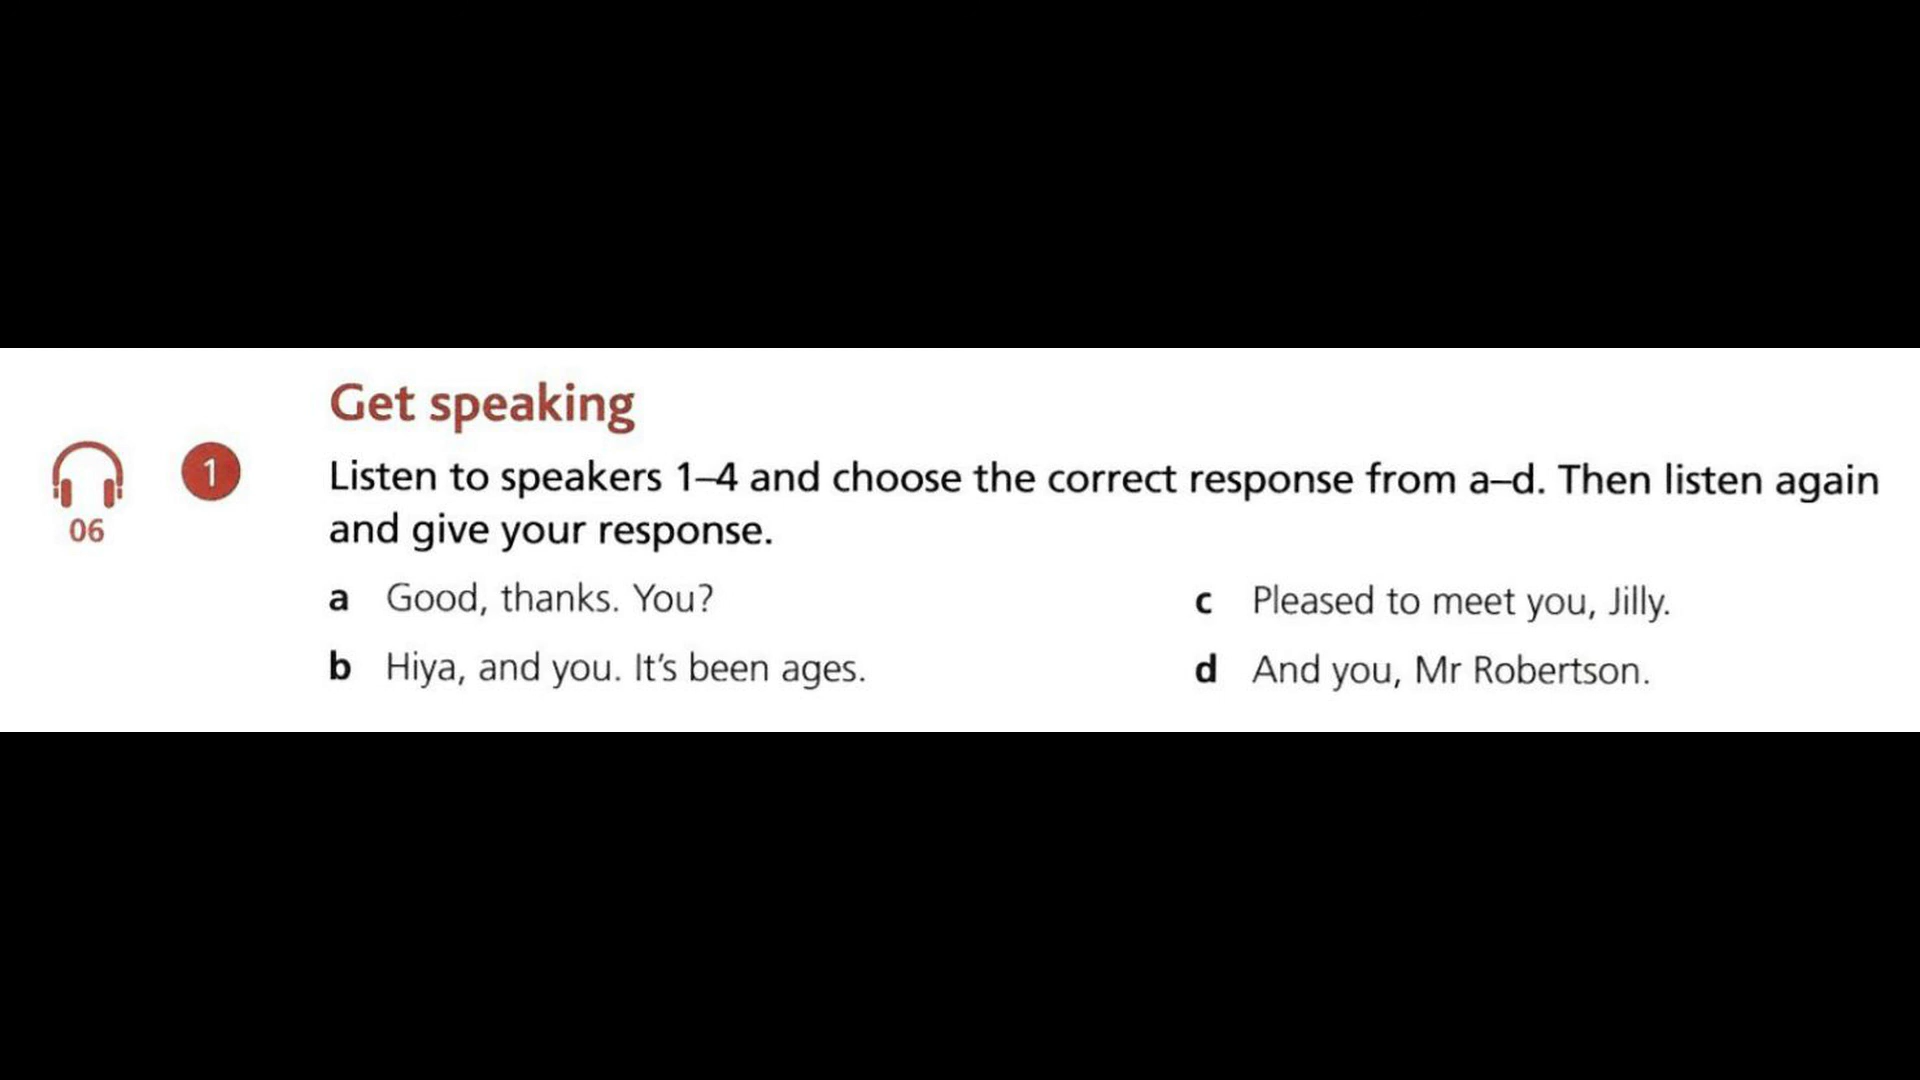 Get speaking
06
1
Listen to speakers 1–4 and choose the correct response from a–d. Then listen again
and give your response.
a Good, thanks. You?
b Hiya, and you. It's been ages.
c Pleased to meet you, Jilly.
d And you, Mr Robertson.